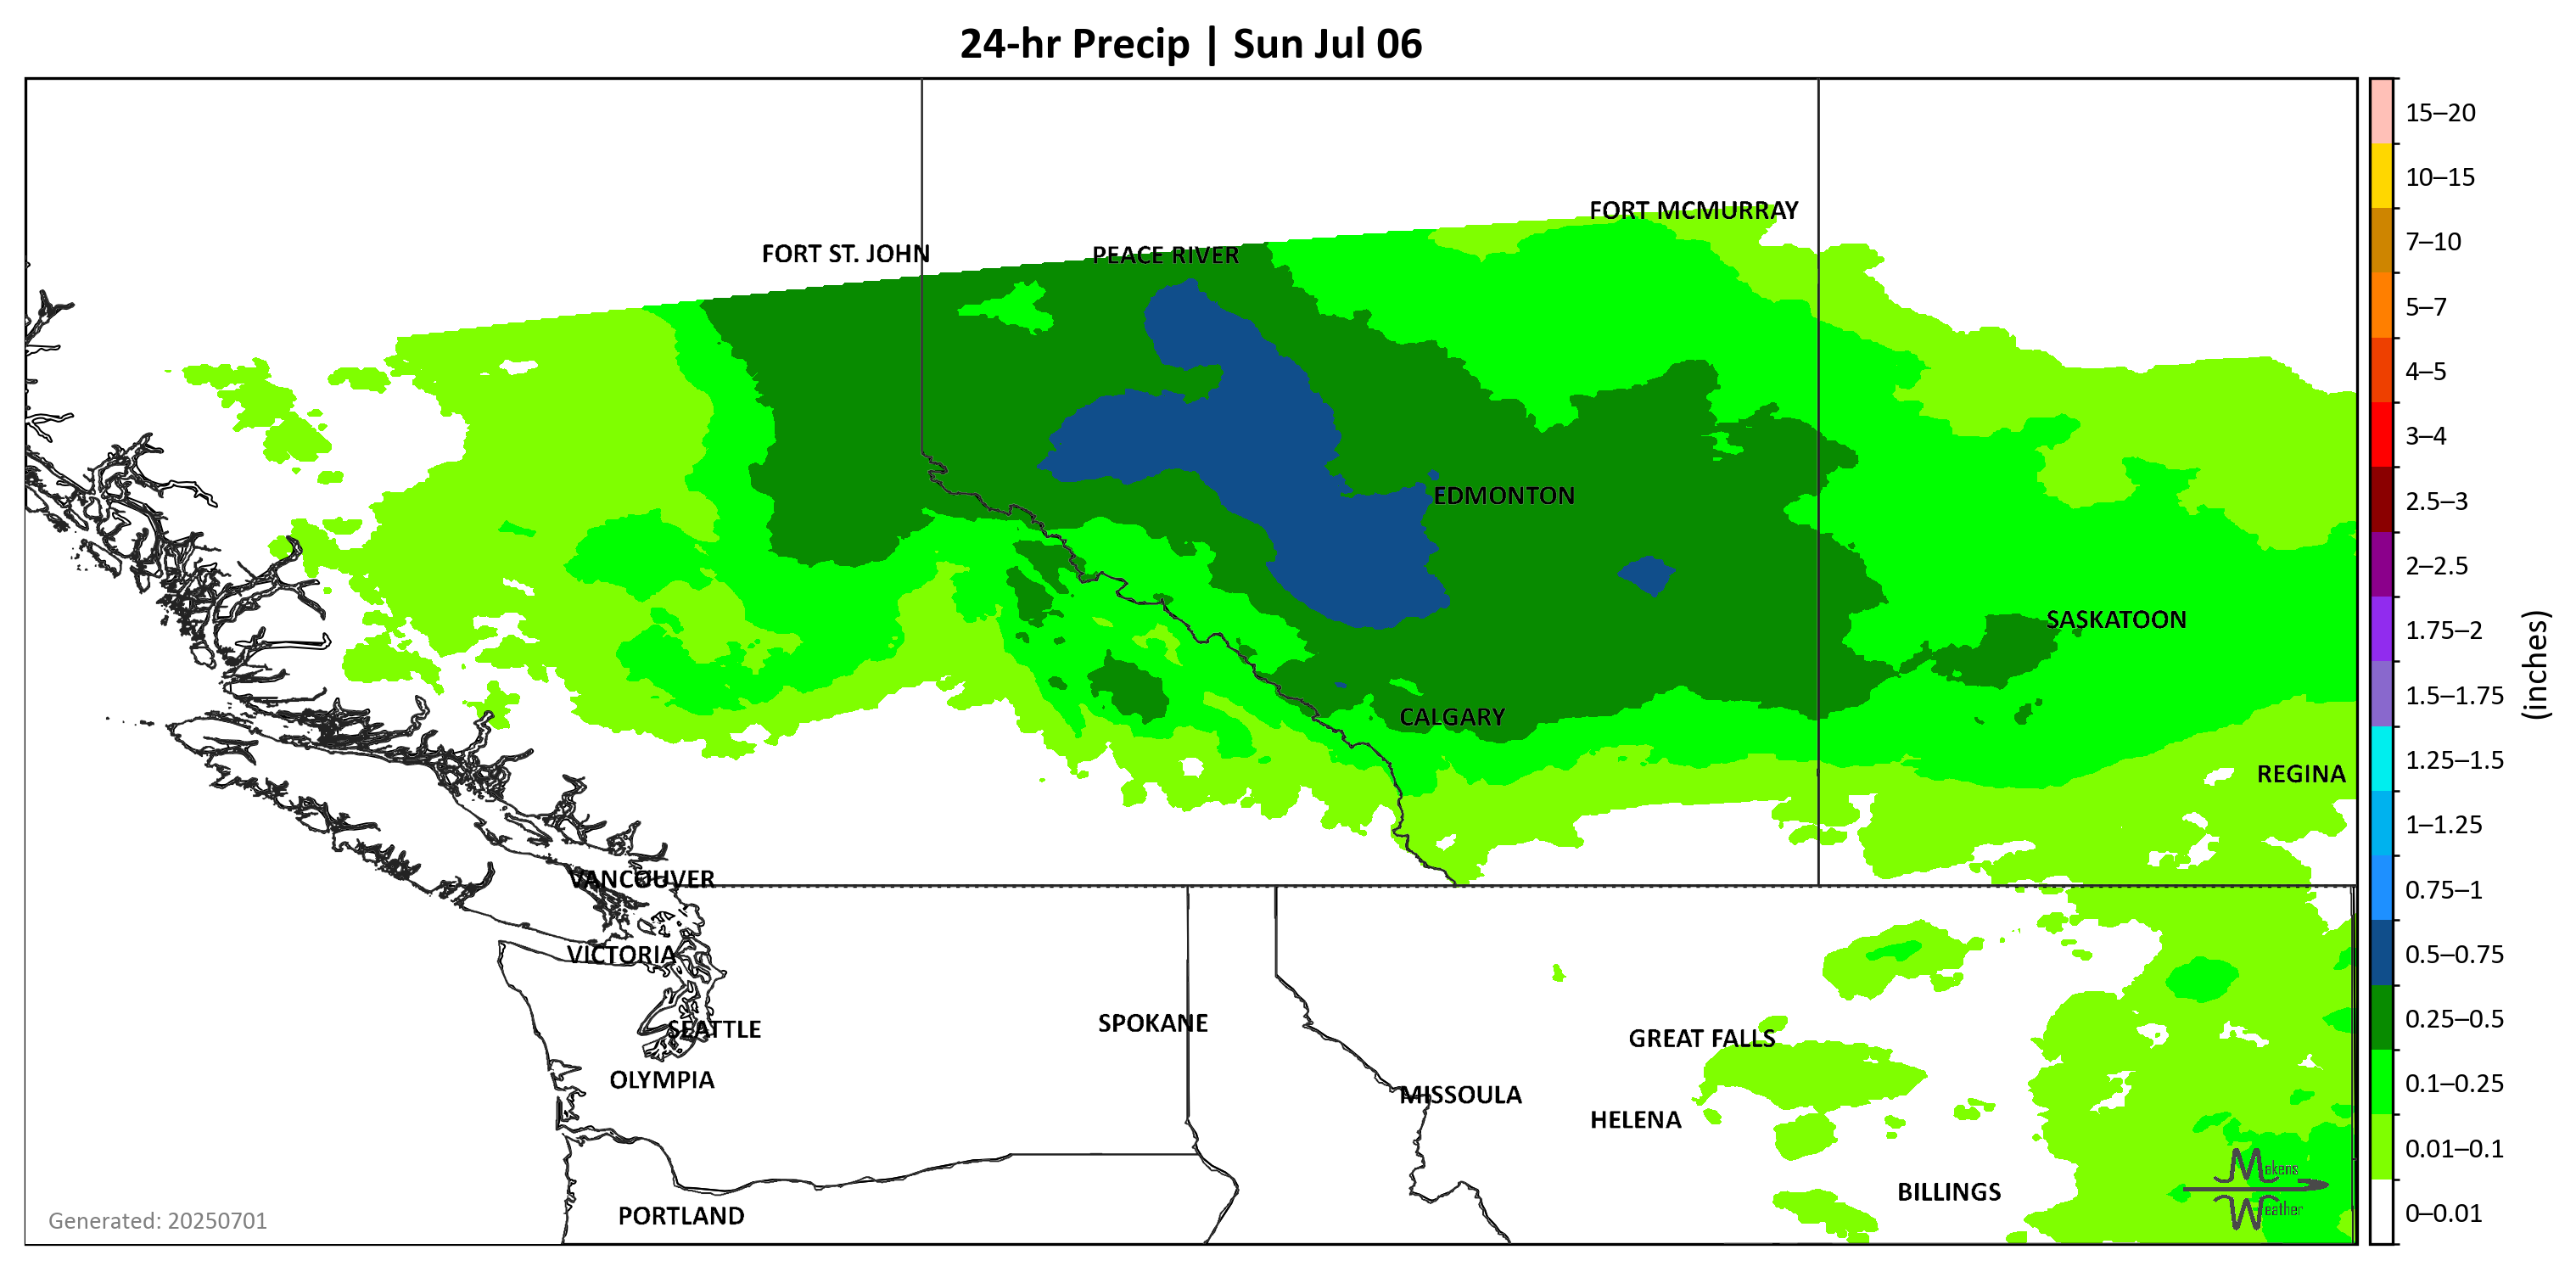 24-hr Precip | Sun Jul 06
FORT MCMURRAY
FORT ST. JOHN
PEACE RIVER
EDMONTON
SASKATOON
CALGARY
REGINA
VANCOUVER
VICTORIA
SPOKANE
SEATTLE
GREAT FALLS
OLYMPIA
MISSOULA
HELENA
BILLINGS
PORTLAND
Generated: 20250701
Makens
Weather
15–20
10–15
7–10
5–7
4–5
3–4
2.5–3
2–2.5
1.75–2
1.5–1.75
1.25–1.5
1–1.25
0.75–1
0.5–0.75
0.25–0.5
0.1–0.25
0.01–0.1
0–0.01
(inches)